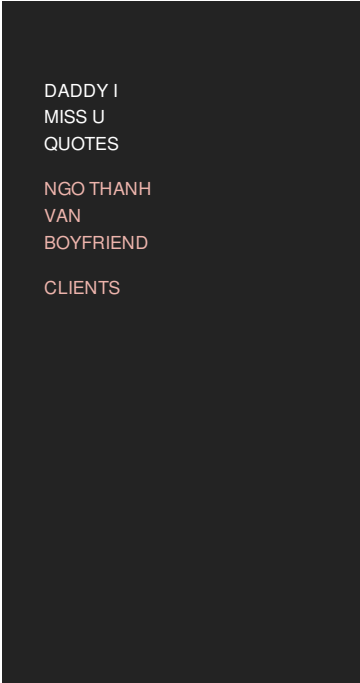 DADDY I
MISS U
QUOTES
NGO THANH
VAN
BOYFRIEND
CLIENTS